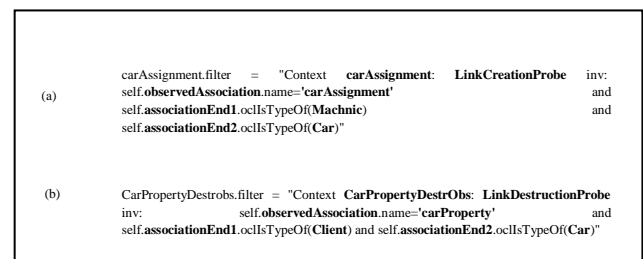 carAssignment.filter = "Context carAssignment: LinkCreationProbe inv:
(a) self.observedAssociation.name='carAssignment' and
self.associationEnd1.oclIsTypeOf(Machnic) and
self.associationEnd2.oclIsTypeOf(Car)"
(b) CarPropertyDestrobs.filter = "Context CarPropertyDestrObs: LinkDestructionProbe
inv: self.observedAssociation.name='carProperty' and
self.associationEnd1.oclIsTypeOf(Client) and self.associationEnd2.oclIsTypeOf(Car)"